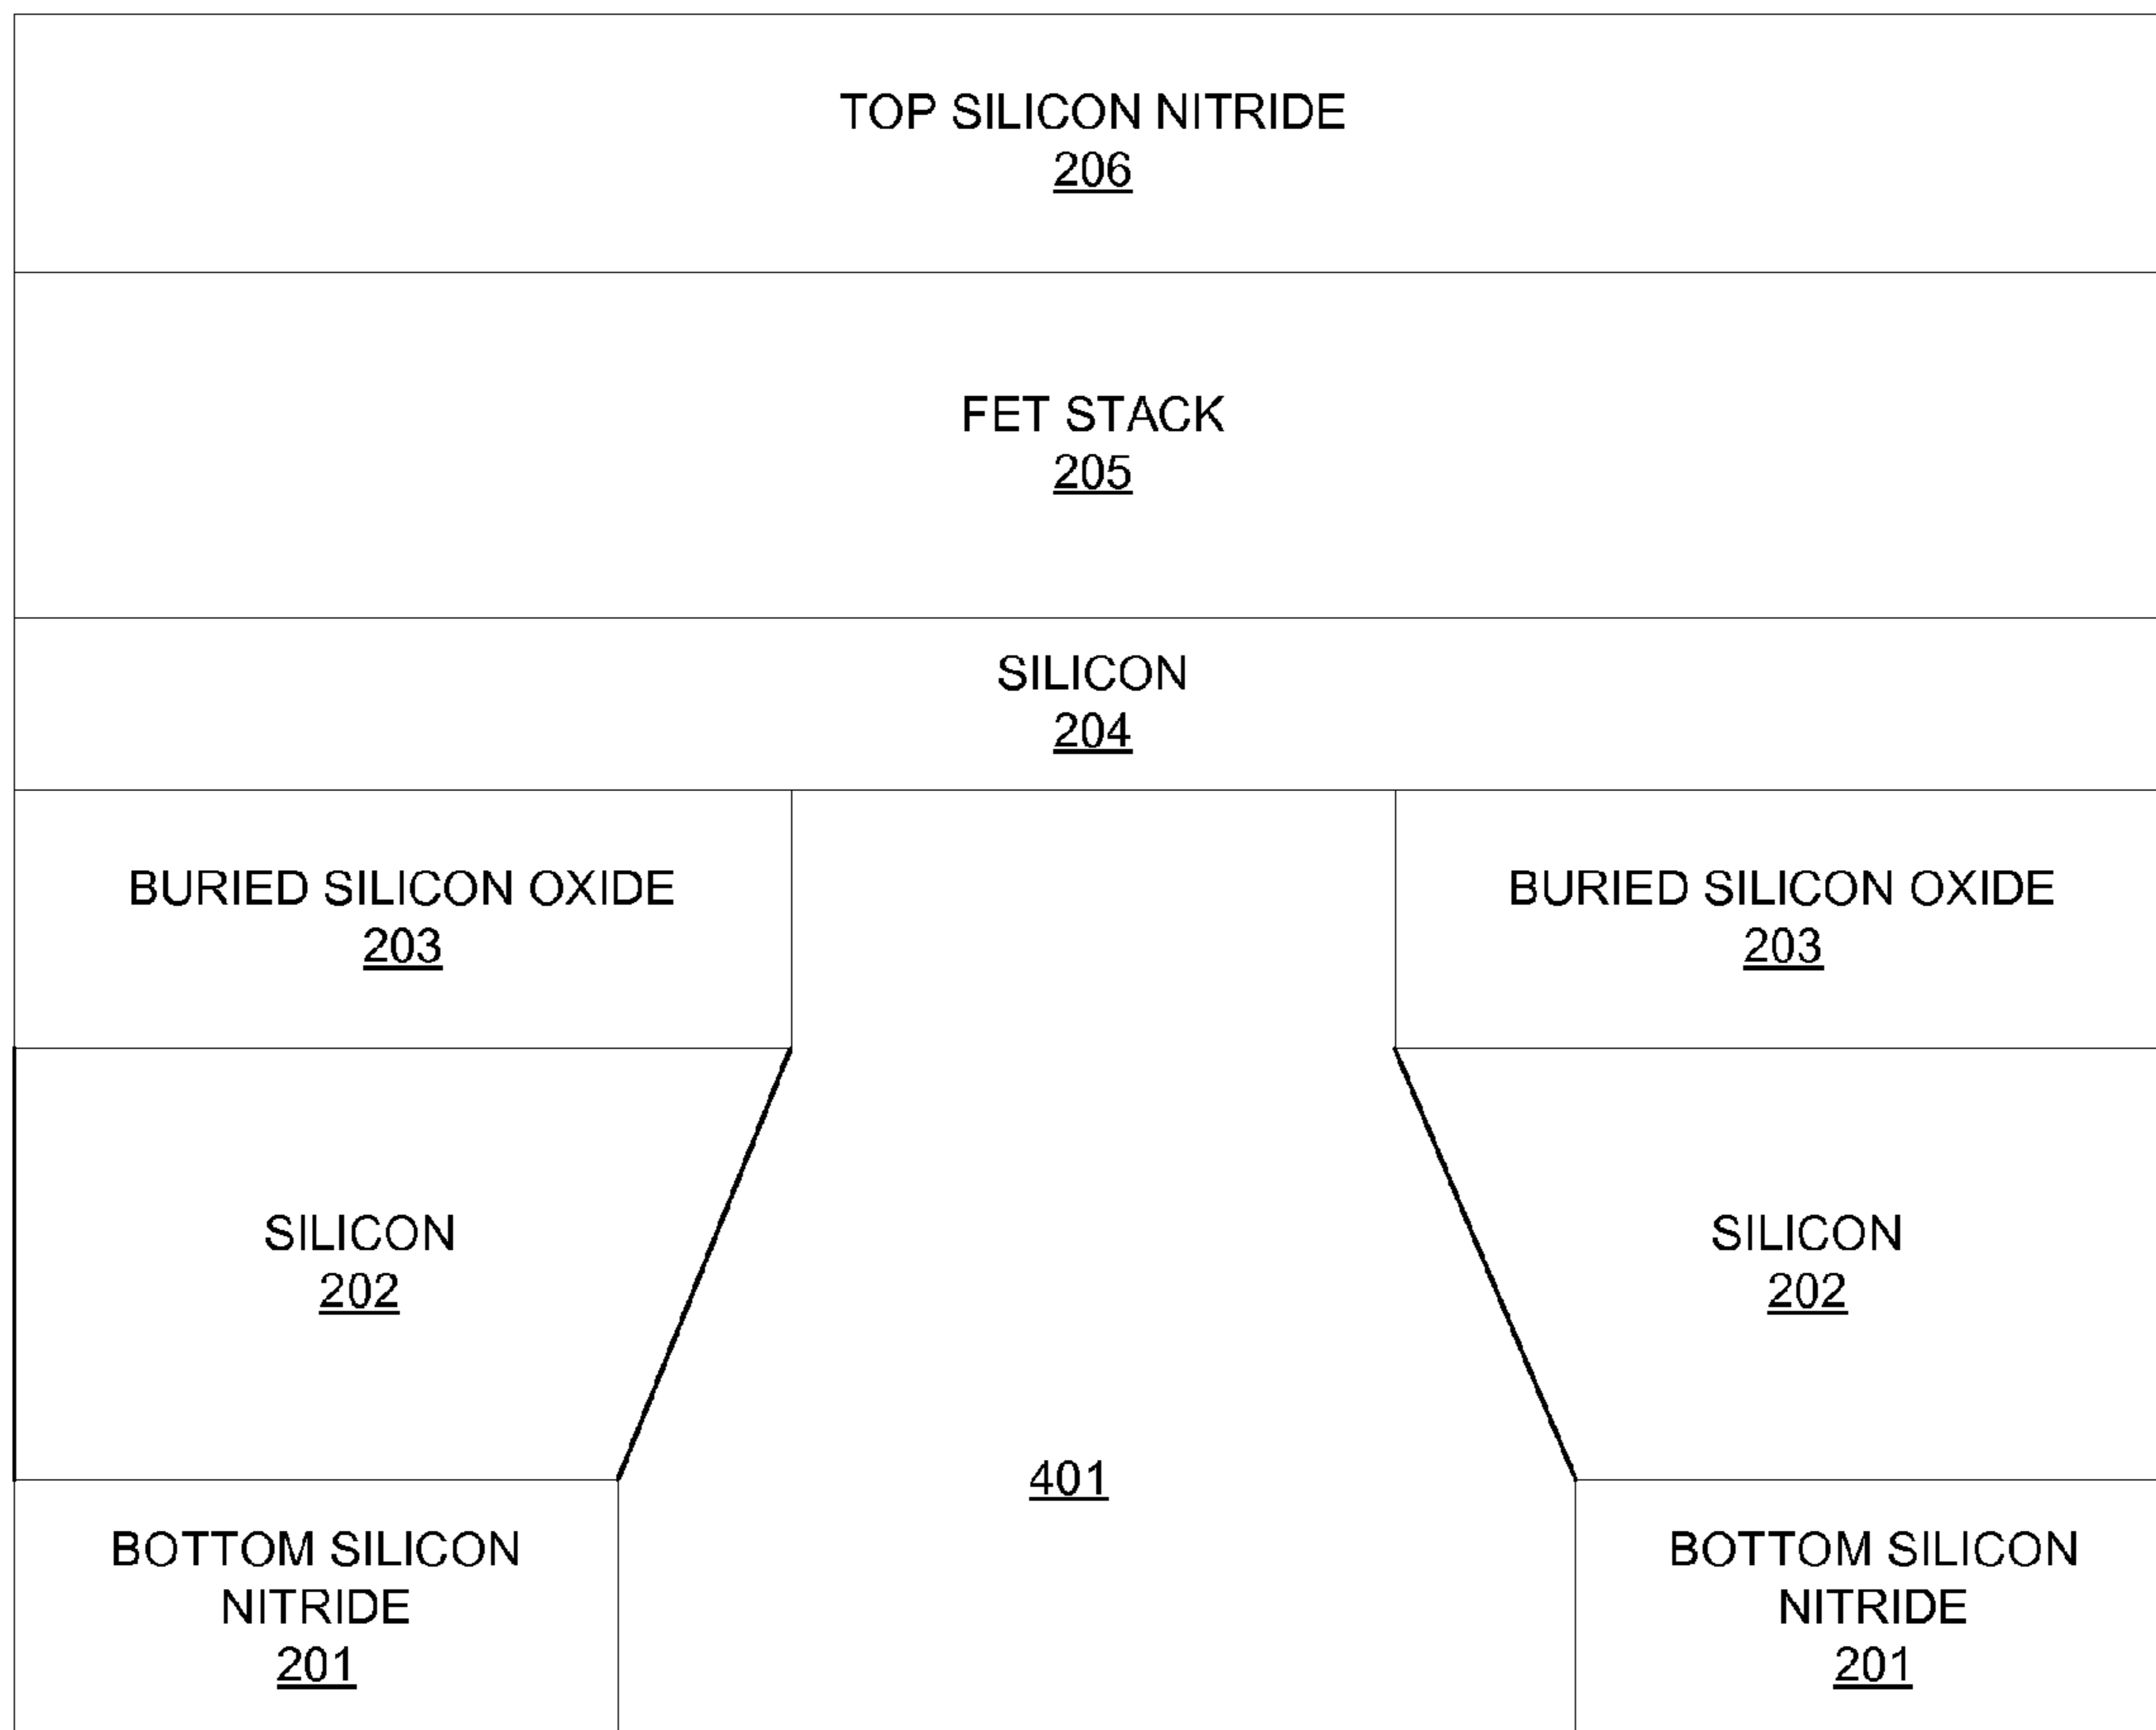 TOP SILICON NITRIDE
206
FET STACK
205
SILICON
204
BURIED SILICON OXIDE
203
BURIED SILICON OXIDE
203
SILICON
202
SILICON
202
401
BOTTOM SILICON
NITRIDE
201
BOTTOM SILICON
NITRIDE
201